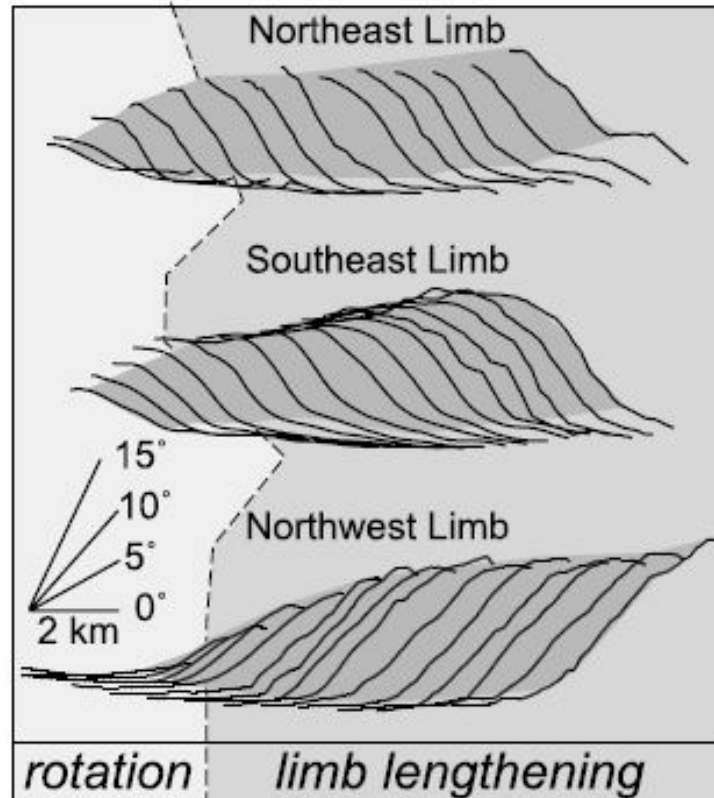 Northeast Limb
Southeast Limb
15°
10°
5°
0°
2 km
Northwest Limb
rotation
limb lengthening